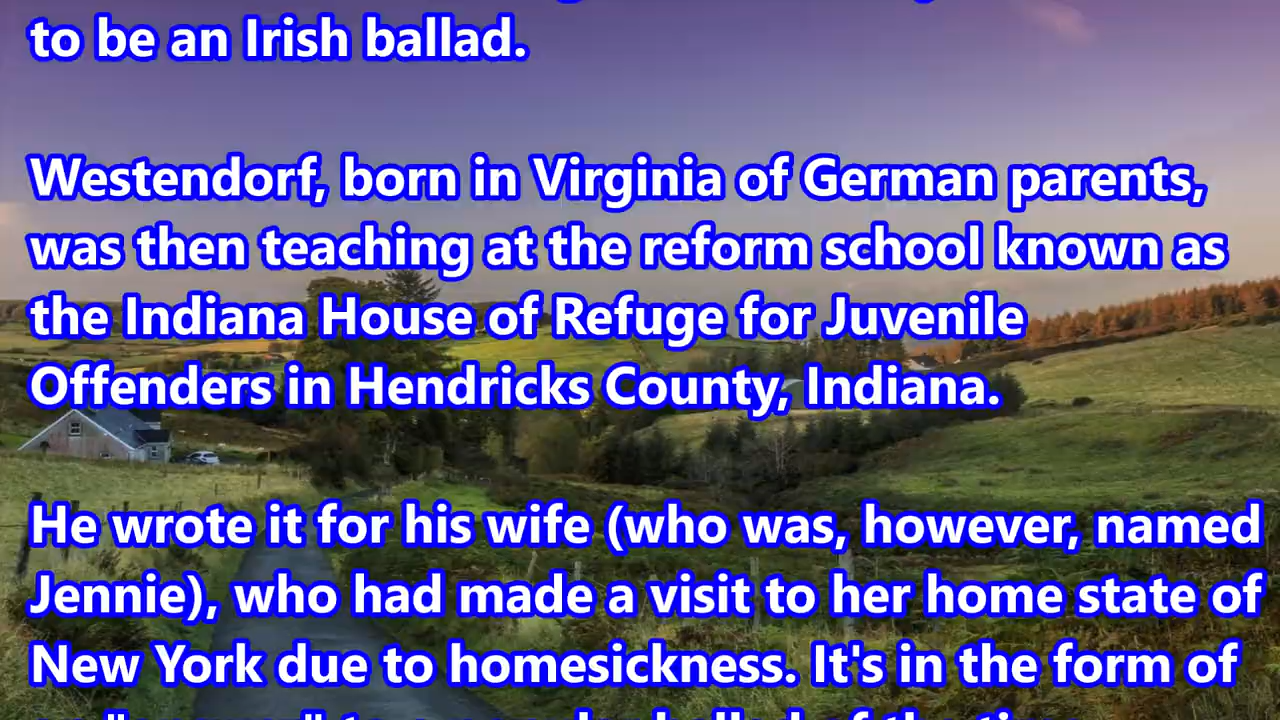 to be an Irish ballad.
Westendorf, born in Virginia of German parents,
was then teaching at the reform school known as
the Indiana House of Refuge for Juvenile
Offenders in Hendricks County, Indiana.
He wrote it for his wife (who was, however, named
Jennie), who had made a visit to her home state of
New York due to homesickness. It's in the form of